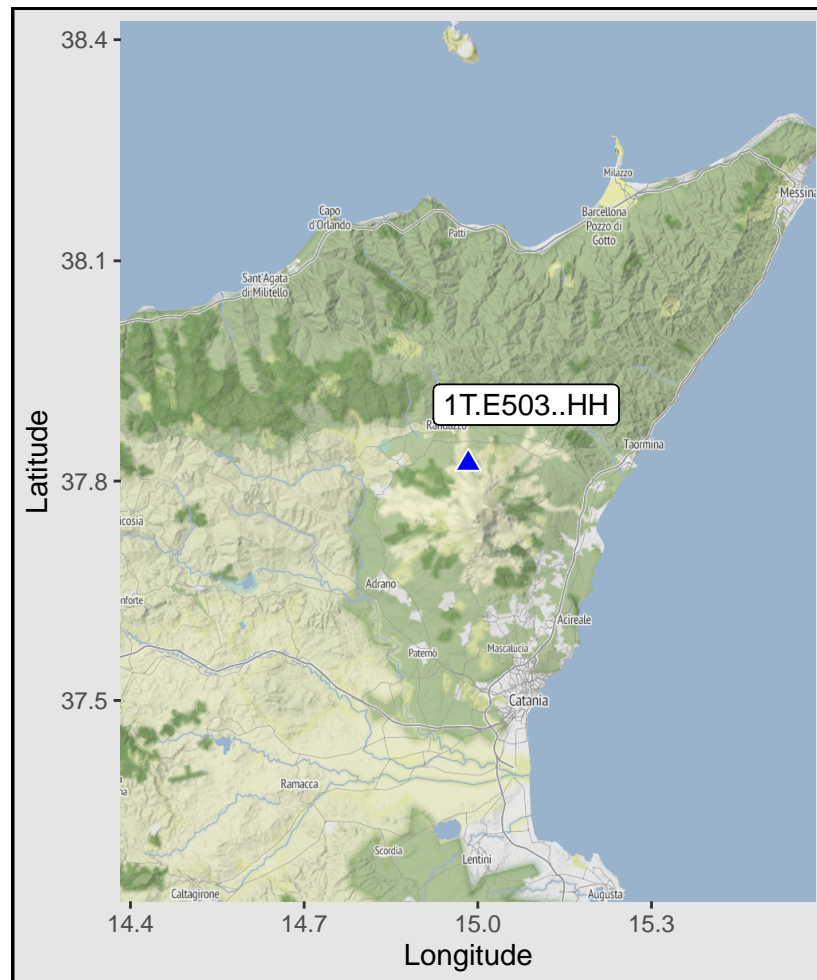 38.4
Milazzo
Messina
Capo
d'Orlando
Barcellona
Pozzo di
Gotto
Patti
38.1
Sant'Agata
di Militello
1T.E503..HH
Randazzo
Taormina
Latitude
37.8
icosia
Adrano
onforte
Acireale
Paternò
Mascalucia
37.5
Catania
Ramacca
Scordia
Lentini
Caltagirone
Augusta
14.4
14.7
15.0
15.3
Longitude